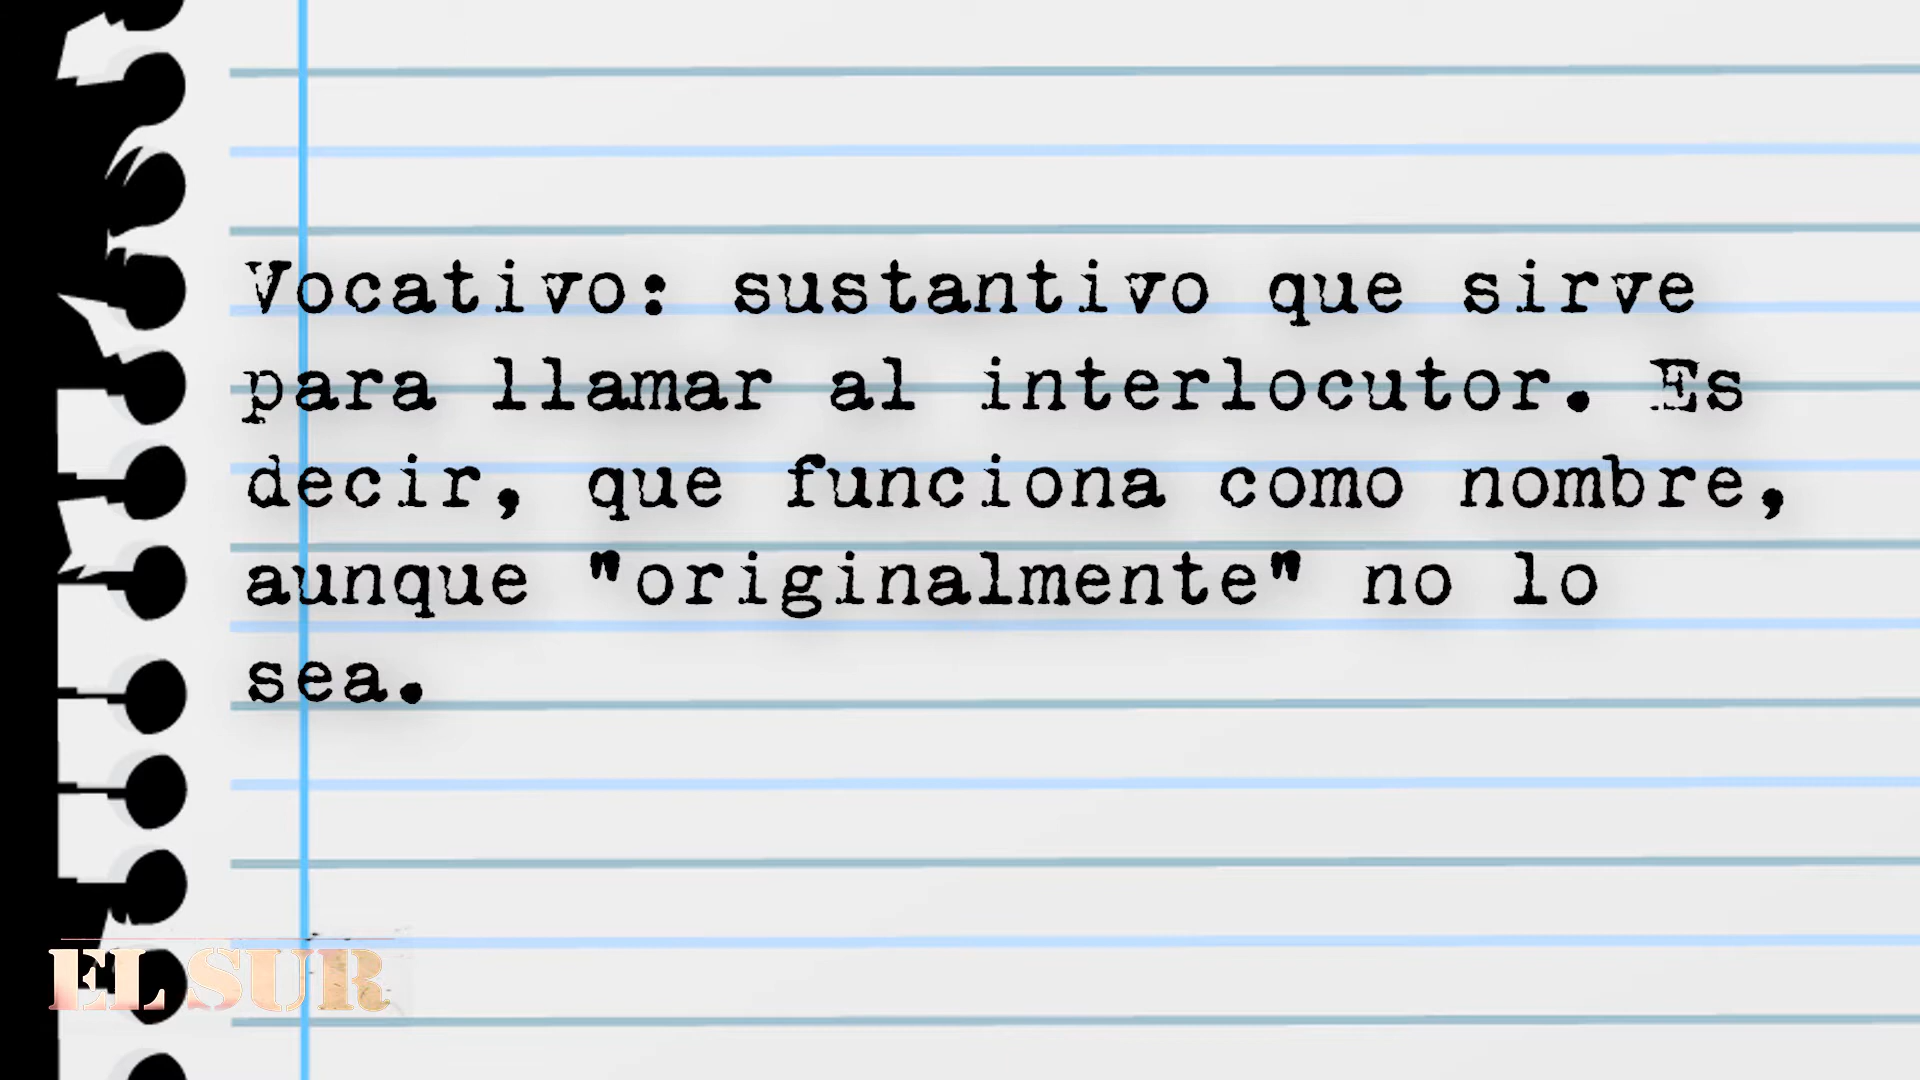 Vocativo: sustantivo que sirve
para llamar al interlocutor. Es
decir, que funciona como nombre,
aunque "originalmente" no lo
sea.
EL SUR